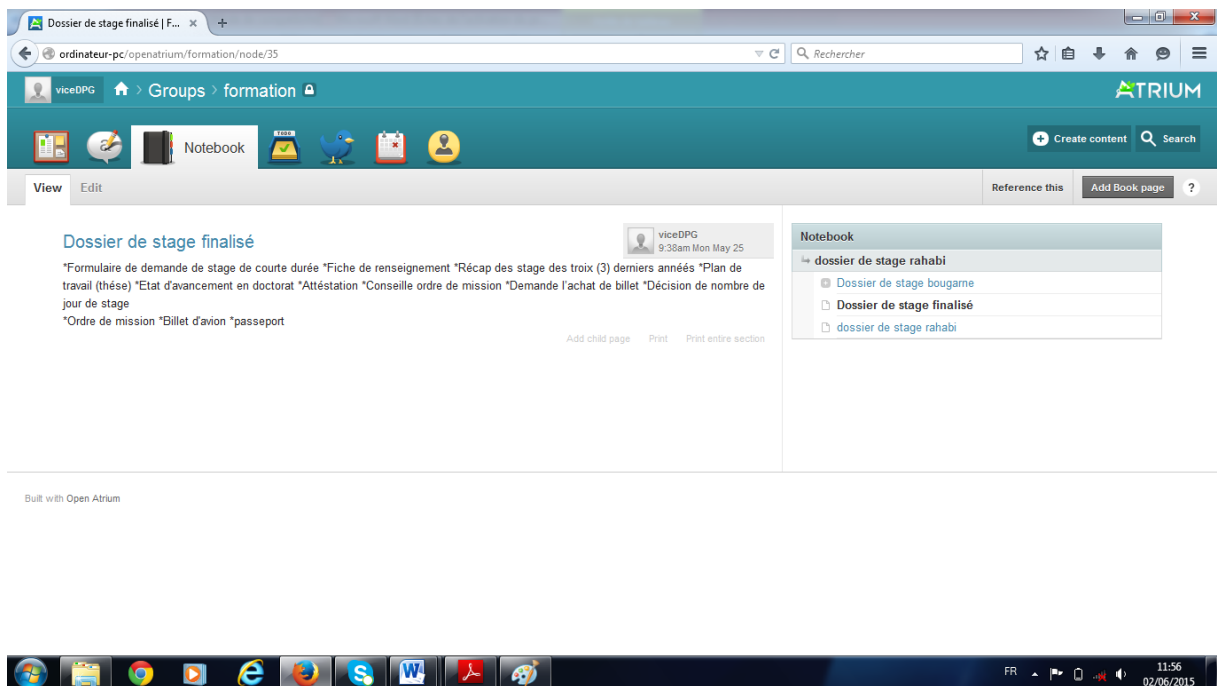 Dossier de stage finalisé | F...
ordinateur-pc/openatrium/formation/node/35
Rechercher
viceDPG
Groups > formation
ATRIUM
Notebook
TODO
Create content
Search
View
Edit
Reference this
Add Book page
?
Dossier de stage finalisé
viceDPG
9:38am Mon May 25
*Formulaire de demande de stage de courte durée *Fiche de renseignement *Récap des stage des troix (3) derniers annéés *Plan de
travail (thése) *Etat d'avancement en doctorat *Attéstation *Conseille ordre de mission *Demande l'achat de billet *Décision de nombre de
jour de stage
*Ordre de mission *Billet d'avion *passeport
Add child page
Print
Print entire section
Notebook
dossier de stage rahabi
Dossier de stage bougarne
Dossier de stage finalisé
dossier de stage rahabi
Built with Open Atrium
FR
11:56
02/06/2015